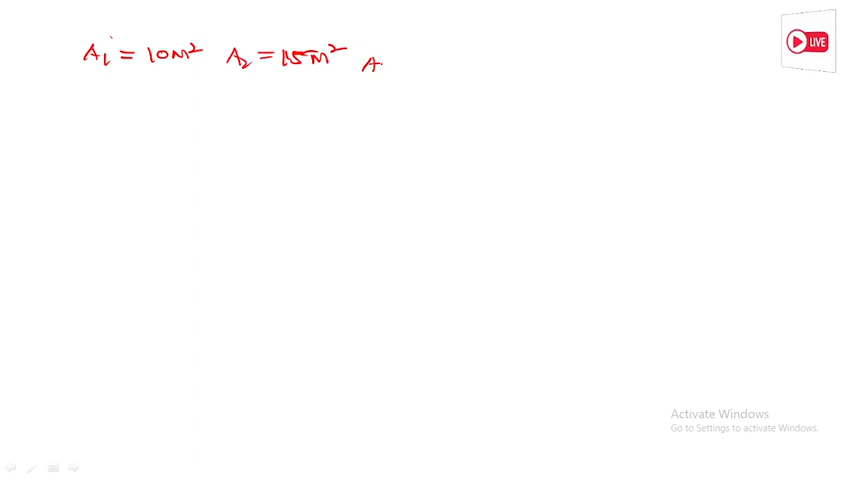 A₁ = 10m² A₂ = 15m² A
LIVE
Activate Windows
Go to Settings to activate Windows.